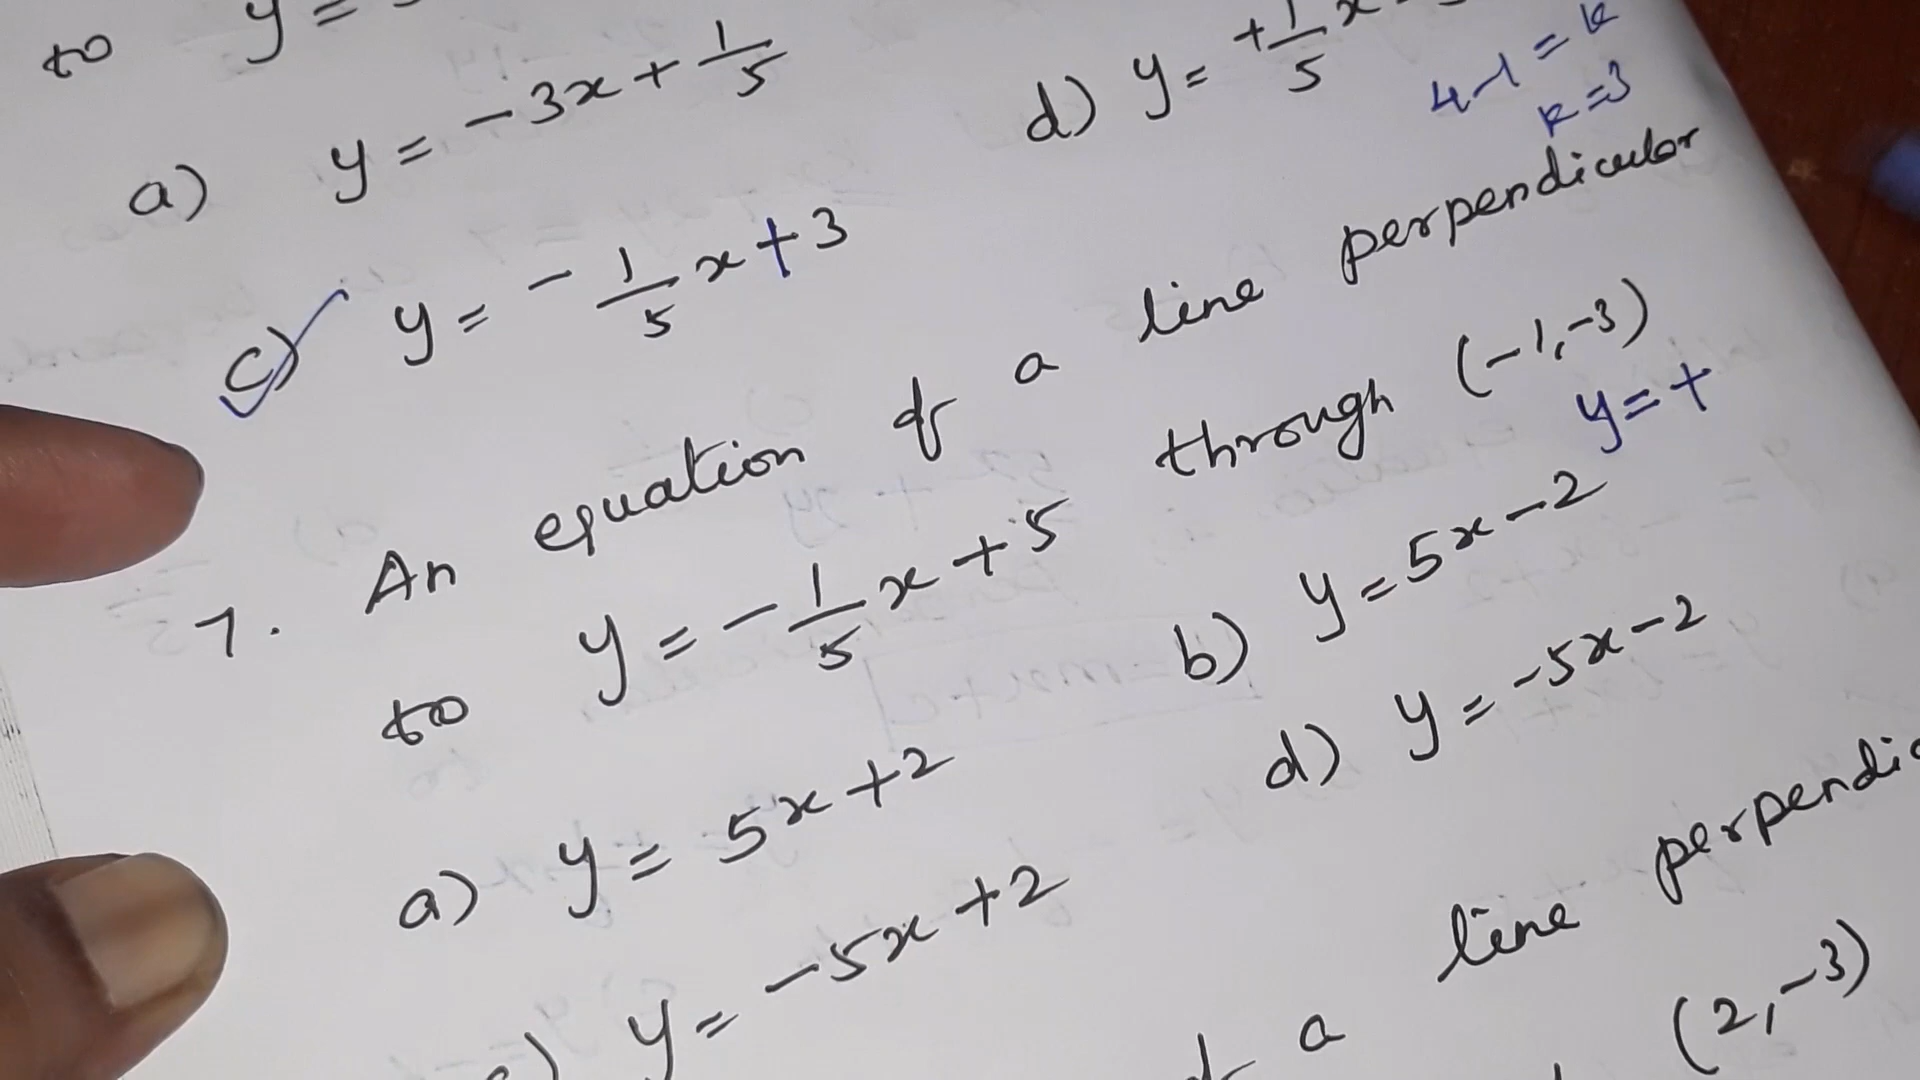 to y =
a) y = -3x + 1/5
d) y = +1/5 x
4-1 = k
k = 3
c) y = - 1/5 x + 3
7. An equation of a line perpendicular
to y = - 1/5 x + 5 through (-1, -3)
y = +
a) y = 5x + 2
b) y = 5x - 2
y = -5x + 2
d) y = -5x - 2
a line
(2, -3)